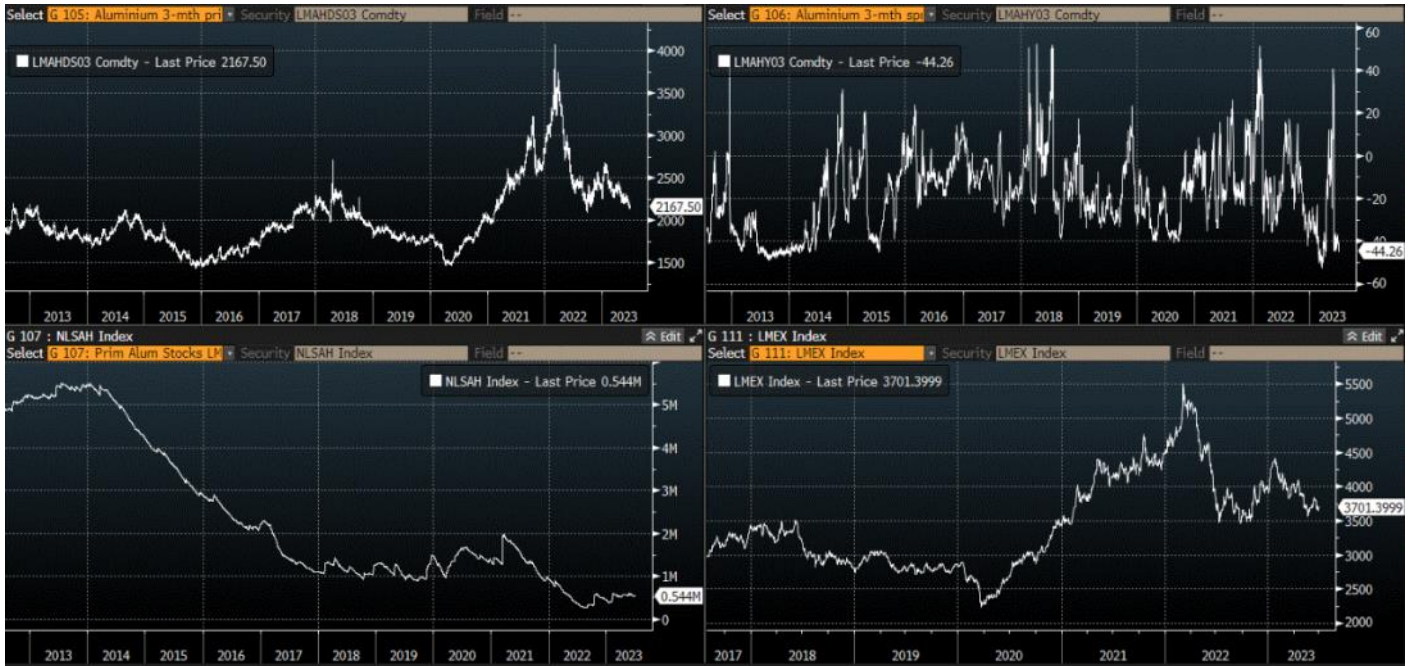 Select G 105: Aluminium 3-mth pri Security LMAHDS03 Comdty Field --
LMAHDS03 Comdty - Last Price 2167.50
4000
3500
3000
2500
2167.50
2000
1500
2013 2014 2015 2016 2017 2018 2019 2020 2021 2022 2023
Select G 106: Aluminium 3-mth spr Security LMAHY03 Comdty Field --
LMAHY03 Comdty - Last Price -44.26
60
40
20
0
-20
-40
-44.26
-60
2013 2014 2015 2016 2017 2018 2019 2020 2021 2022 2023
G 107 : NLSAH Index Edit
Select G 107: Prim Alum Stocks LM Security NLSAH Index Field --
NLSAH Index - Last Price 0.544M
5M
4M
3M
2M
1M
0.544M
0
2013 2014 2015 2016 2017 2018 2019 2020 2021 2022 2023
G 111 : LMEX Index Edit
Select G 111: LMEX Index Security LMEX Index Field --
LMEX Index - Last Price 3701.3999
5500
5000
4500
4000
3701.3999
3500
3000
2500
2000
2017 2018 2019 2020 2021 2022 2023